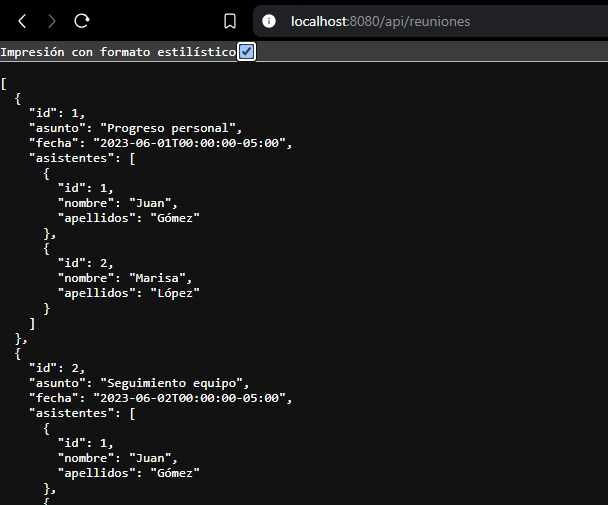 localhost:8080/api/reuniones
Impresión con formato estilístico
[
  {
    "id": 1,
    "asunto": "Progreso personal",
    "fecha": "2023-06-01T00:00:00-05:00",
    "asistentes": [
      {
        "id": 1,
        "nombre": "Juan",
        "apellidos": "Gómez"
      },
      {
        "id": 2,
        "nombre": "Marisa",
        "apellidos": "López"
      }
    ]
  },
  {
    "id": 2,
    "asunto": "Seguimiento equipo",
    "fecha": "2023-06-02T00:00:00-05:00",
    "asistentes": [
      {
        "id": 1,
        "nombre": "Juan",
        "apellidos": "Gómez"
      },
      {